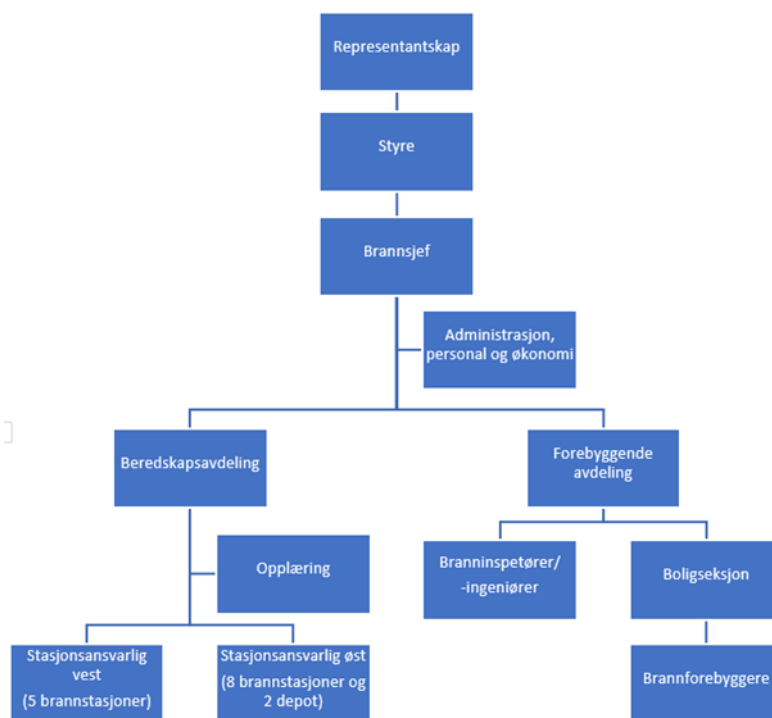 Representantskap
Styre
Brannsjef
Administrasjon,
personal og økonomi
Beredskapsavdeling
Forebyggende
avdeling
Opplæring
Branninspetører/
-ingeniører
Boligseksjon
Stasjonsansvarlig
vest
(5 brannstasjoner)
Stasjonsansvarlig øst
(8 brannstasjoner og
2 depot)
Brannforebyggere